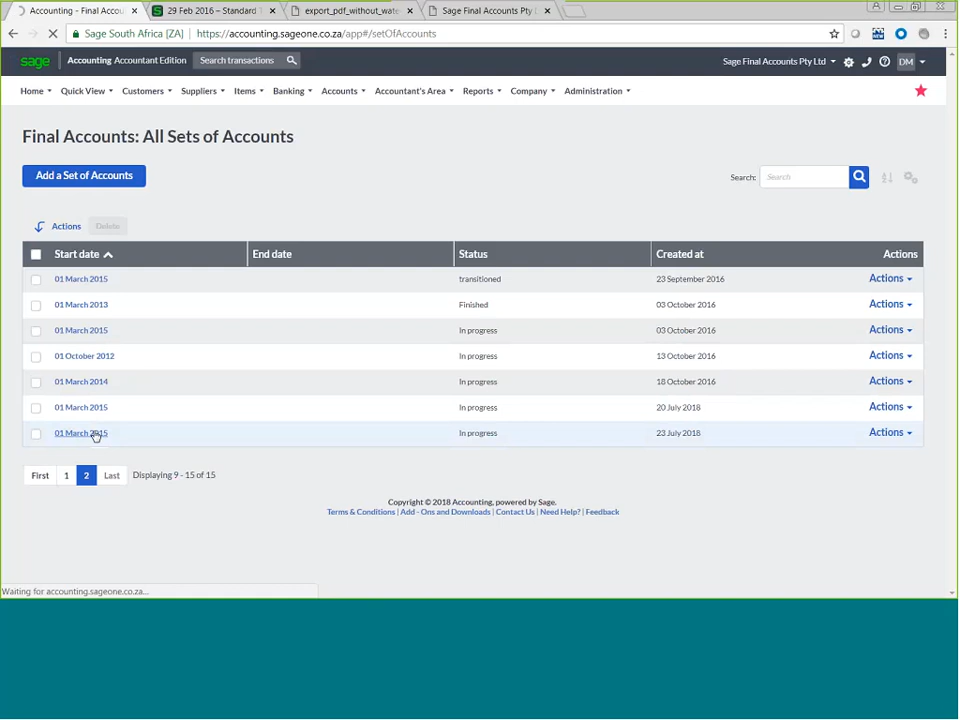 Accounting - Final Accou
29 Feb 2016 – Standard T
export_pdf_without_wate
Sage Final Accounts Pty L
Sage South Africa [ZA] https://accounting.sageone.co.za/app#/setOfAccounts
sage Accounting Accountant Edition Search transactions Sage Final Accounts Pty Ltd DM
Home Quick View Customers Suppliers Items Banking Accounts Accountant's Area Reports Company Administration
Final Accounts: All Sets of Accounts
Add a Set of Accounts Search: Search
Actions Delete
Start date End date Status Created at Actions
01 March 2015 transitioned 23 September 2016 Actions
01 March 2013 Finished 03 October 2016 Actions
01 March 2015 In progress 03 October 2016 Actions
01 October 2012 In progress 13 October 2016 Actions
01 March 2014 In progress 18 October 2016 Actions
01 March 2015 In progress 20 July 2018 Actions
01 March 2015 In progress 23 July 2018 Actions
First 1 2 Last Displaying 9 - 15 of 15
Copyright © 2018 Accounting, powered by Sage.
Terms & Conditions | Add - Ons and Downloads | Contact Us | Need Help? | Feedback
Waiting for accounting.sageone.co.za...